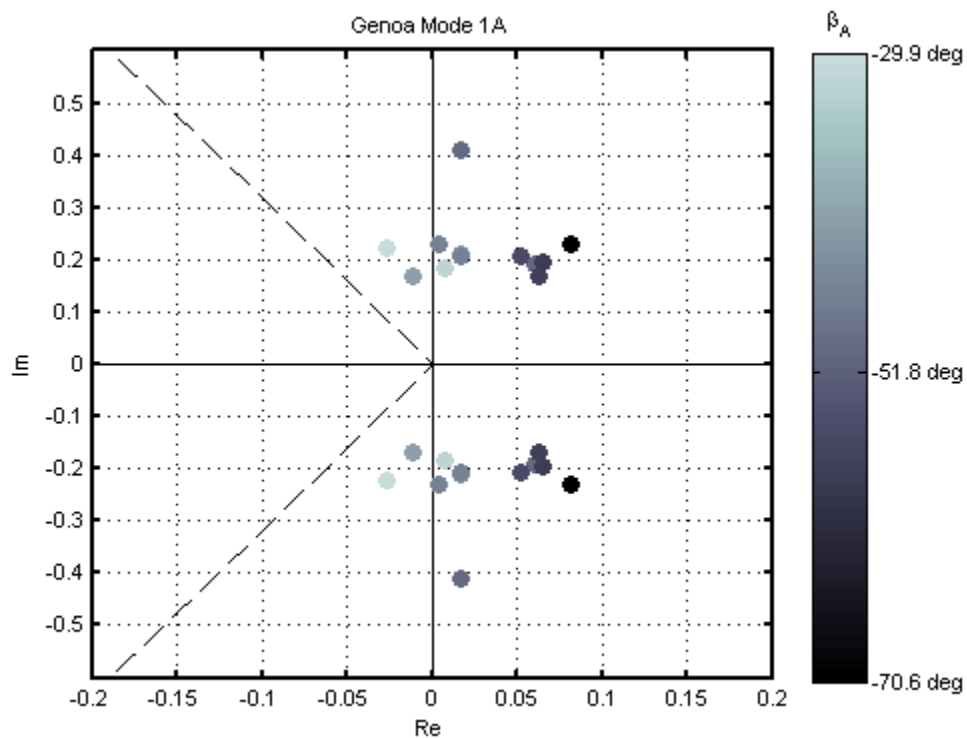 Genoa Mode 1A
β_A
-29.9 deg
0.5
0.4
0.3
0.2
0.1
0
-0.1
-0.2
-0.3
-0.4
-0.5
Im
-51.8 deg
-70.6 deg
-0.2 -0.15 -0.1 -0.05 0 0.05 0.1 0.15 0.2
Re